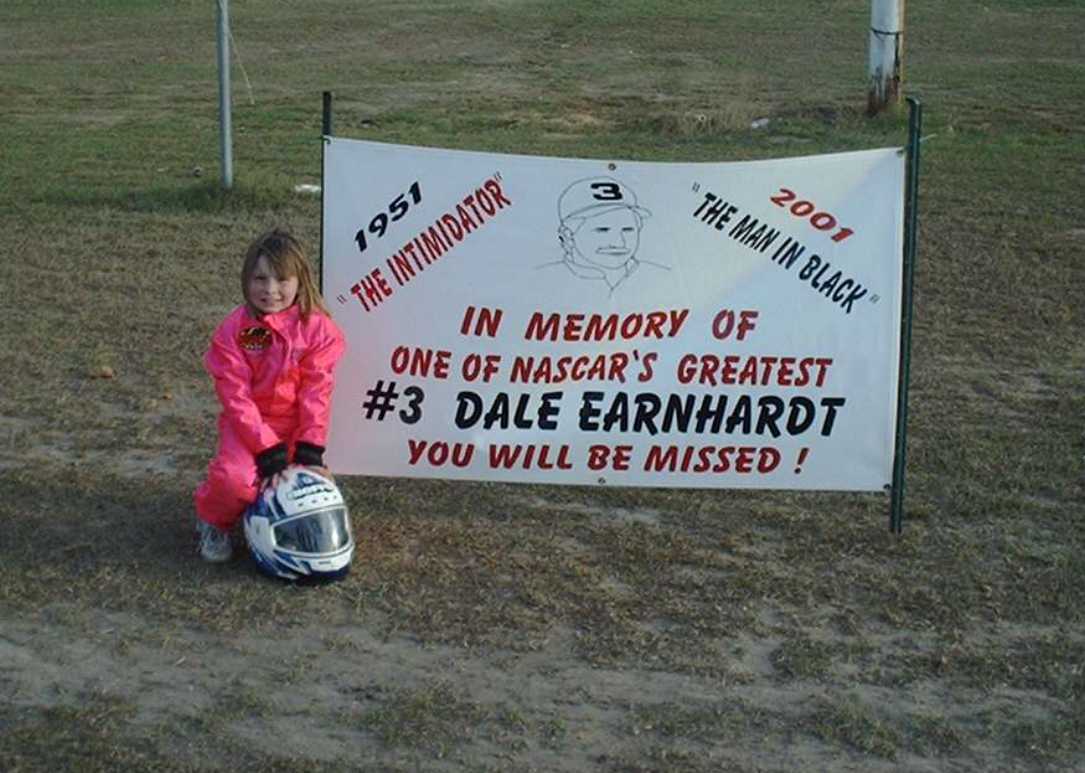 1951
"THE INTIMIDATOR"
3
2001
"THE MAN IN BLACK"
IN MEMORY OF
ONE OF NASCAR'S GREATEST
#3 DALE EARNHARDT
YOU WILL BE MISSED !